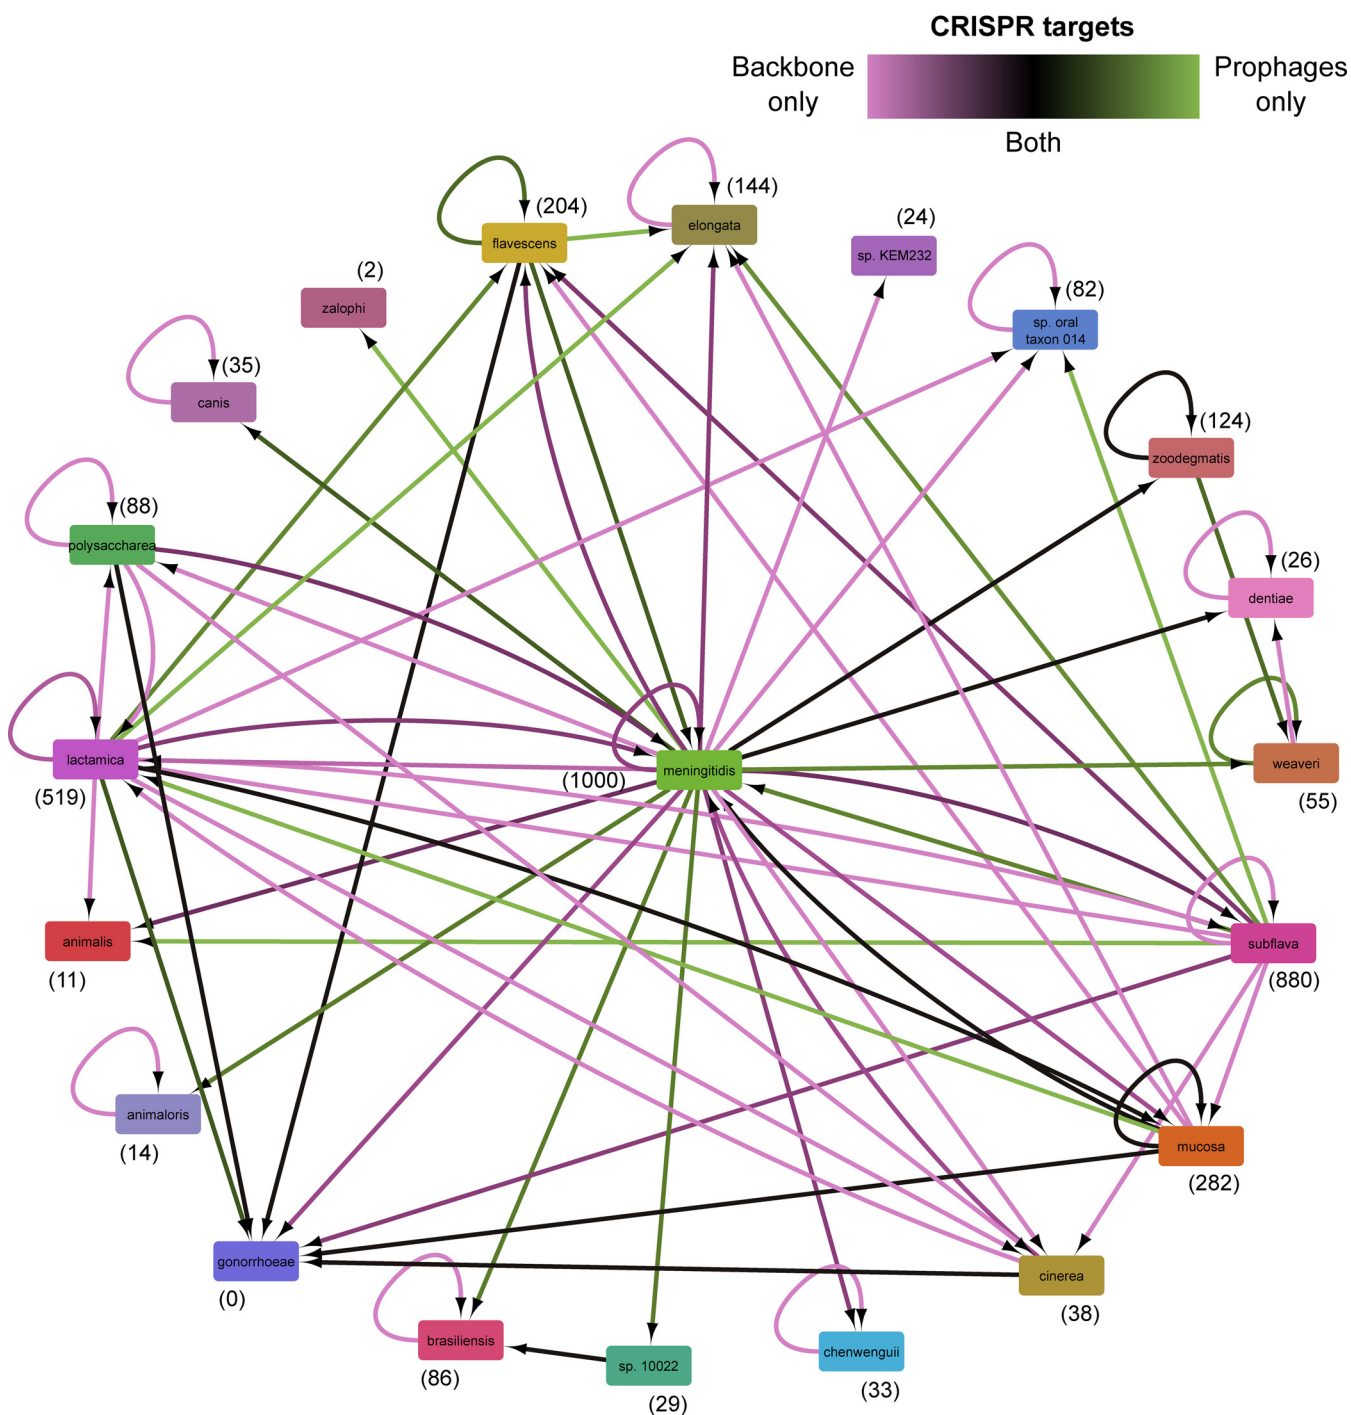 CRISPR targets
Backbone
only
Prophages
only
Both
(144)
elongata
(204)
flavescens
(24)
sp. KEM232
(2)
zalophi
(82)
sp. oral
taxon 014
(35)
canis
(124)
zoodegmatis
(88)
polysaccharea
(26)
dentiae
lactamica
(519)
meningitidis
(1000)
weaveri
(55)
animalis
(11)
subflava
(880)
animaloris
(14)
mucosa
(282)
gonorrhoeae
(0)
cinerea
(38)
brasiliensis
(86)
sp. 10022
(29)
chenwenguii
(33)